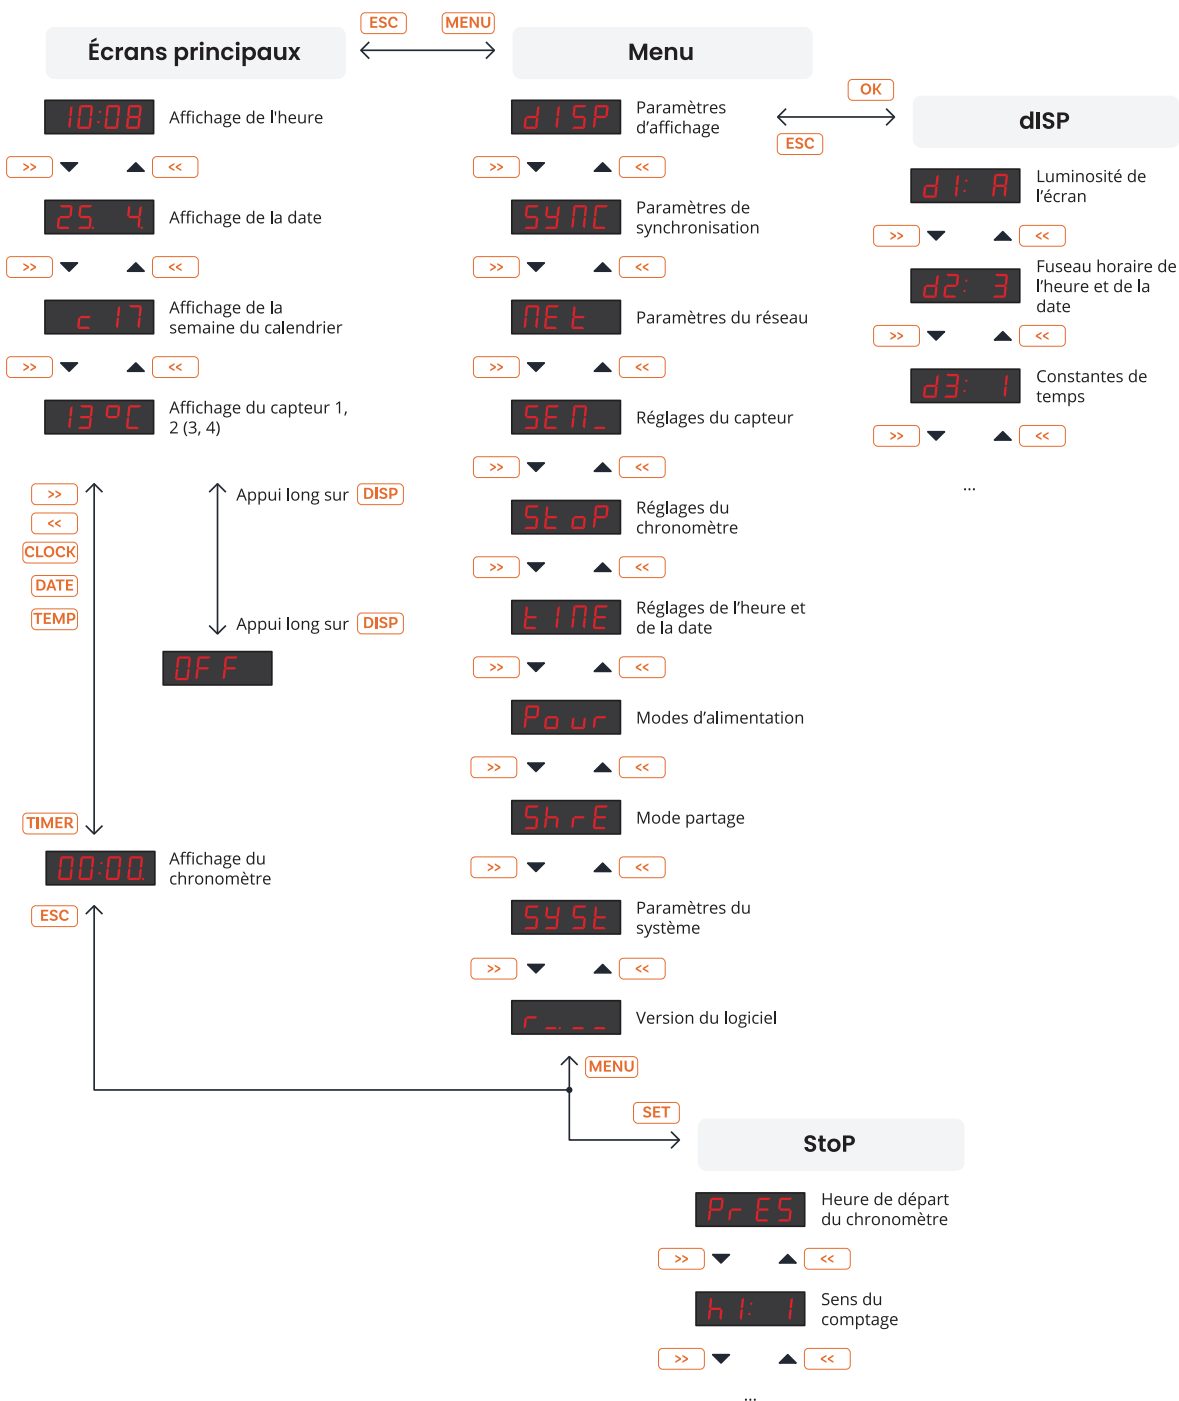 ESC MENU
Écrans principaux
Menu
10:08 Affichage de l'heure
>> <<
25. 4. Affichage de la date
>> <<
c 17 Affichage de la
semaine du calendrier
>> <<
13 °C Affichage du capteur 1,
2 (3, 4)
>>
<<
CLOCK
DATE
TEMP
Appui long sur DISP
Appui long sur DISP
OFF
TIMER
00:00. Affichage du
chronomètre
ESC
dISP Paramètres
d'affichage
>> <<
SYNC Paramètres de
synchronisation
>> <<
NEt Paramètres du réseau
>> <<
SEN_ Réglages du capteur
>> <<
StoP Réglages du
chronomètre
>> <<
tIME Réglages de l'heure et
de la date
>> <<
Pour Modes d'alimentation
>> <<
ShrE Mode partage
>> <<
SYSt Paramètres du
système
>> <<
r _._ _ Version du logiciel
MENU
OK
ESC
dISP
d1: A Luminosité de
l'écran
>> <<
d2: 3 Fuseau horaire de
l'heure et de la
date
>> <<
d3: 1 Constantes de
temps
>> <<
...
SET
StoP
PrES Heure de départ
du chronomètre
>> <<
h1: 1 Sens du
comptage
>> <<
...